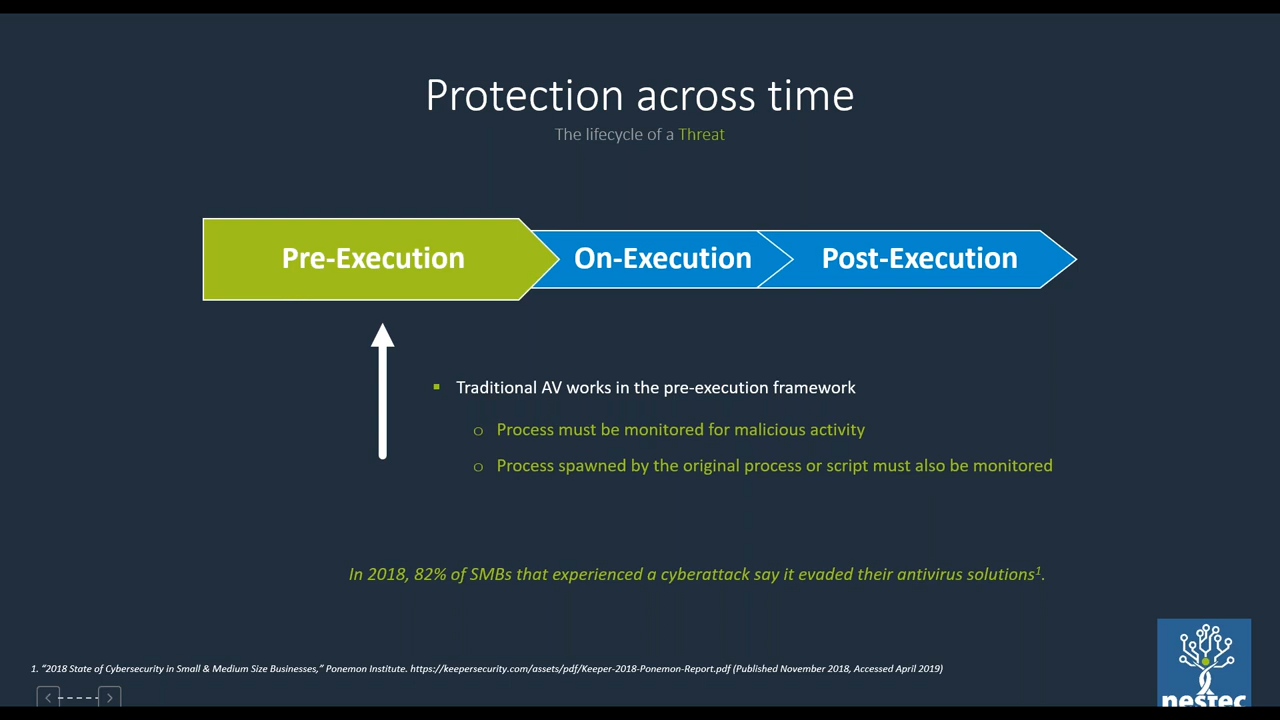 Protection across time
The lifecycle of a Threat
Pre-Execution
On-Execution
Post-Execution
▪ Traditional AV works in the pre-execution framework
o Process must be monitored for malicious activity
o Process spawned by the original process or script must also be monitored
In 2018, 82% of SMBs that experienced a cyberattack say it evaded their antivirus solutions¹.
1. “2018 State of Cybersecurity in Small & Medium Size Businesses,” Ponemon Institute. https://keepersecurity.com/assets/pdf/Keeper-2018-Ponemon-Report.pdf (Published November 2018, Accessed April 2019)
nestec